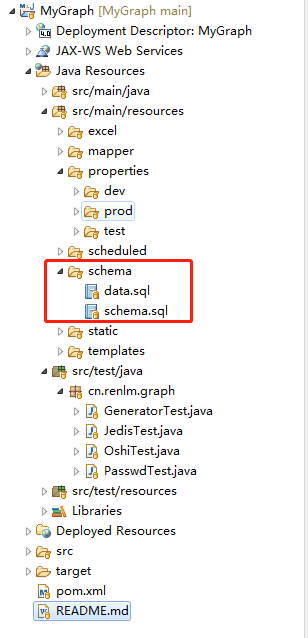 MyGraph [MyGraph main]
Deployment Descriptor: MyGraph
JAX-WS Web Services
Java Resources
src/main/java
src/main/resources
excel
mapper
properties
dev
prod
test
scheduled
schema
data.sql
schema.sql
static
templates
src/test/java
cn.renlm.graph
GeneratorTest.java
JedisTest.java
OshiTest.java
PasswdTest.java
src/test/resources
Libraries
Deployed Resources
src
target
pom.xml
README.md